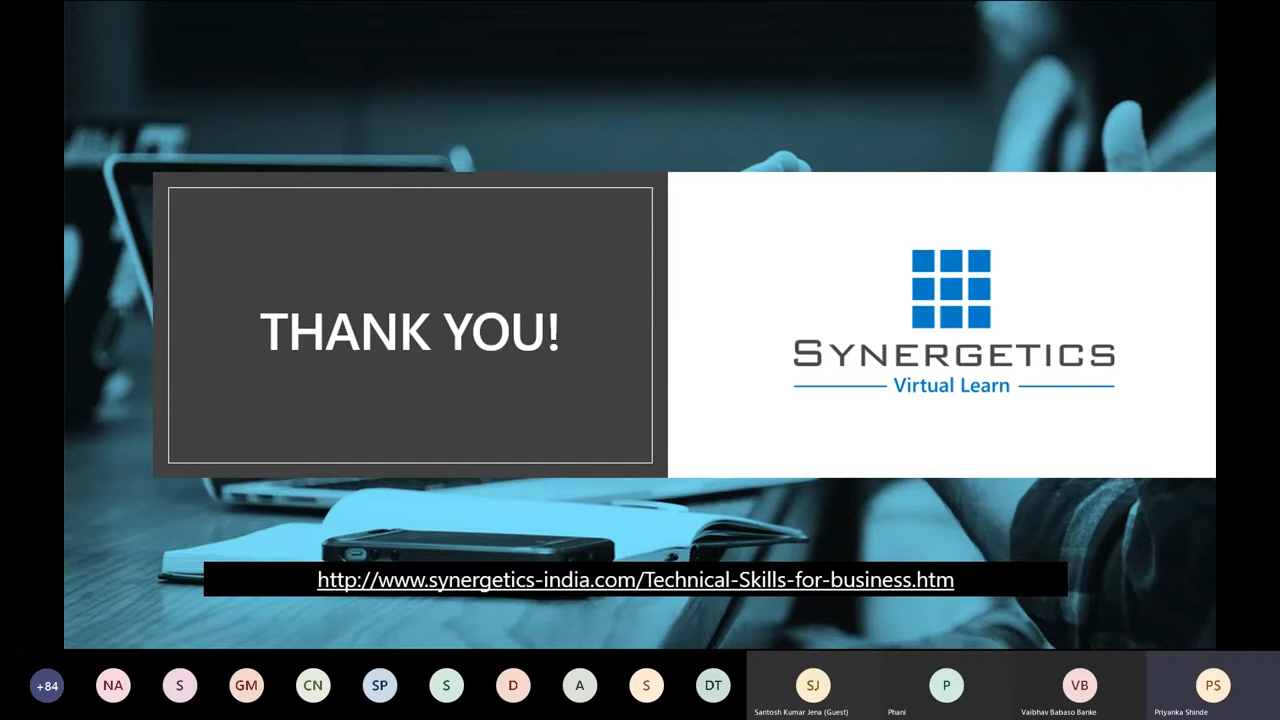 THANK YOU!
SYNERGETICS
Virtual Learn
http://www.synergetics-india.com/Technical-Skills-for-business.htm
+84
NA
S
GM
CN
SP
S
D
A
S
DT
SJ
P
VB
PS
Santosh Kumar Jena (Guest)
Phani
Vaibhav Babaso Banke
Priyanka Shinde